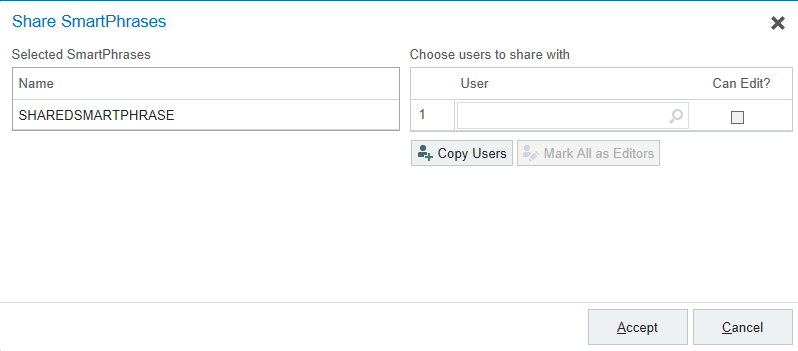 Share SmartPhrases
Selected SmartPhrases
Name
SHAREDSMARTPHRASE
Choose users to share with
User Can Edit?
1
Copy Users Mark All as Editors
Accept Cancel